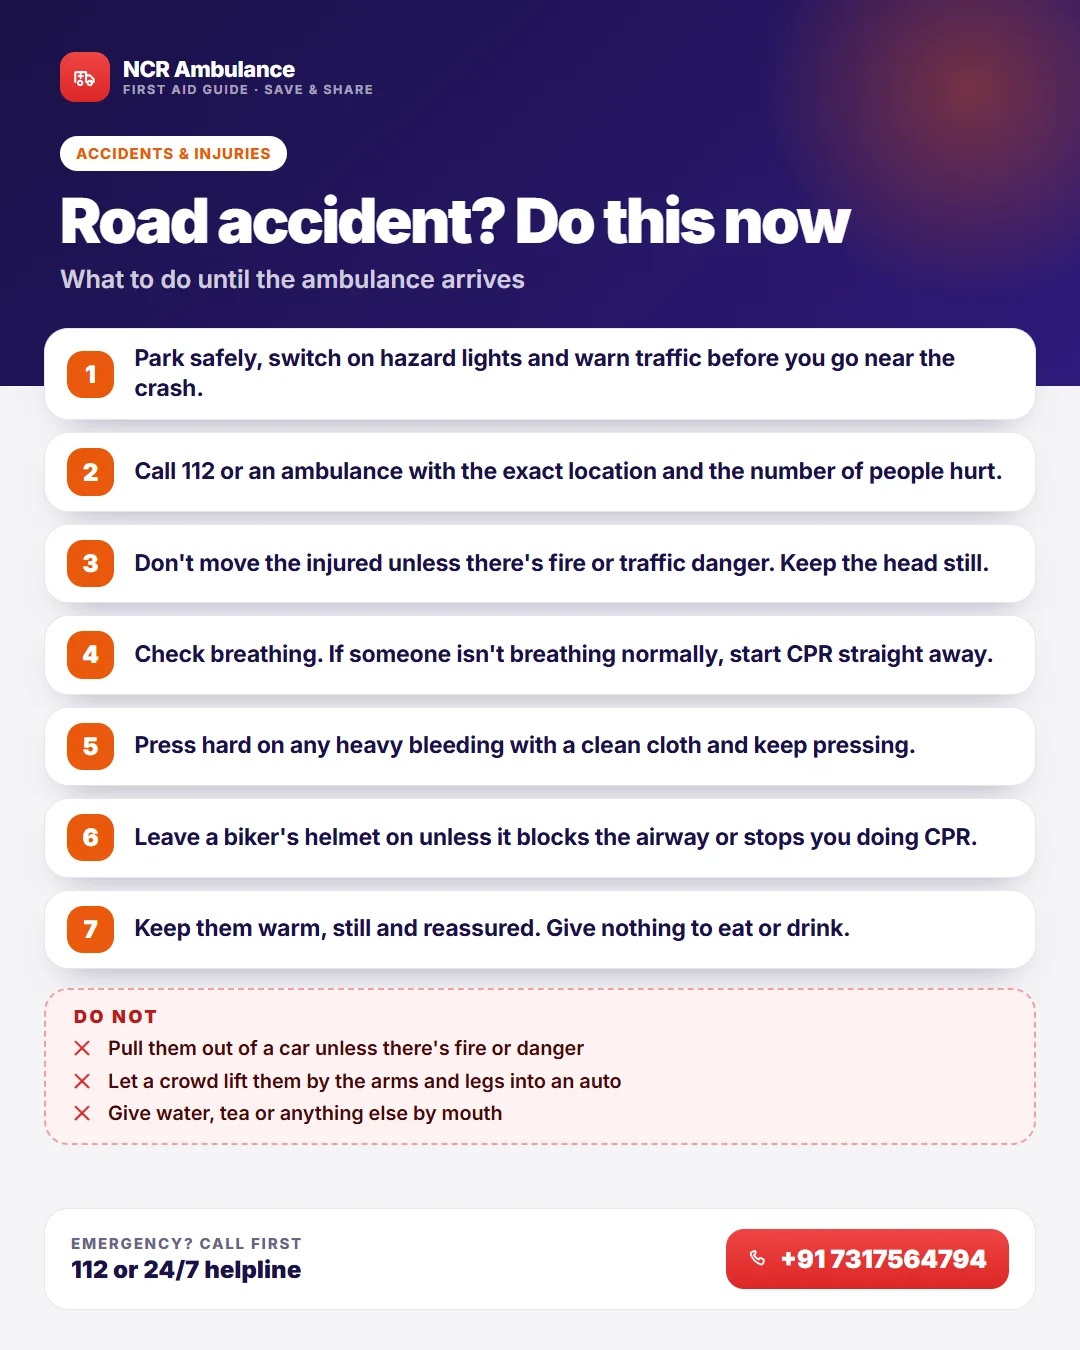 NCR Ambulance
FIRST AID GUIDE · SAVE & SHARE
ACCIDENTS & INJURIES
Road accident? Do this now
What to do until the ambulance arrives
1
Park safely, switch on hazard lights and warn traffic before you go near the
crash.
2
Call 112 or an ambulance with the exact location and the number of people hurt.
3
Don't move the injured unless there's fire or traffic danger. Keep the head still.
4
Check breathing. If someone isn't breathing normally, start CPR straight away.
5
Press hard on any heavy bleeding with a clean cloth and keep pressing.
6
Leave a biker's helmet on unless it blocks the airway or stops you doing CPR.
7
Keep them warm, still and reassured. Give nothing to eat or drink.
DO NOT
Pull them out of a car unless there's fire or danger
Let a crowd lift them by the arms and legs into an auto
Give water, tea or anything else by mouth
EMERGENCY? CALL FIRST
112 or 24/7 helpline
+91 7317564794